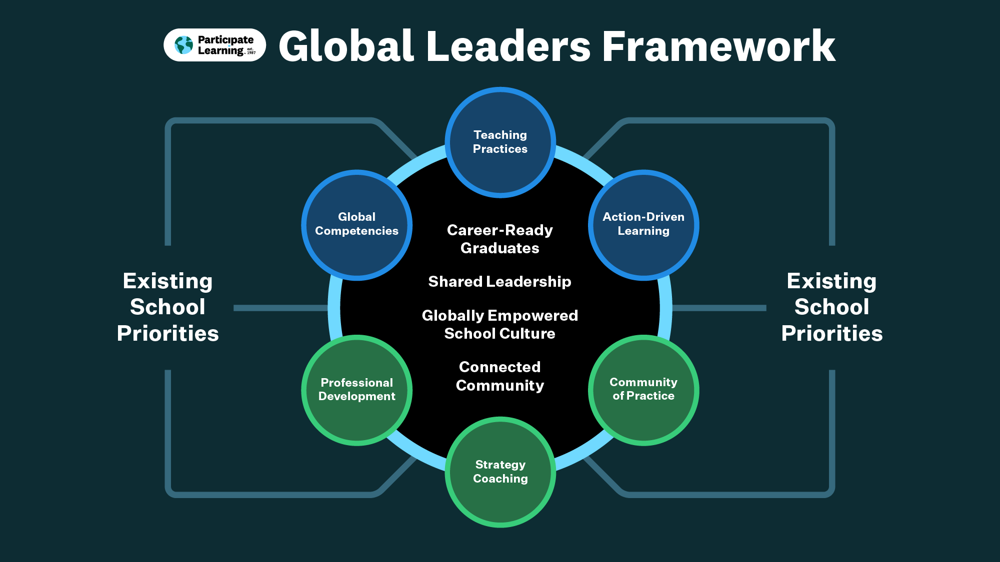 Participate
Learning.
est.
1987
Global Leaders Framework
Teaching
Practices
Global
Competencies
Action-Driven
Learning
Career-Ready
Graduates
Shared Leadership
Globally Empowered
School Culture
Connected
Community
Existing
School
Priorities
Existing
School
Priorities
Professional
Development
Community
of Practice
Strategy
Coaching